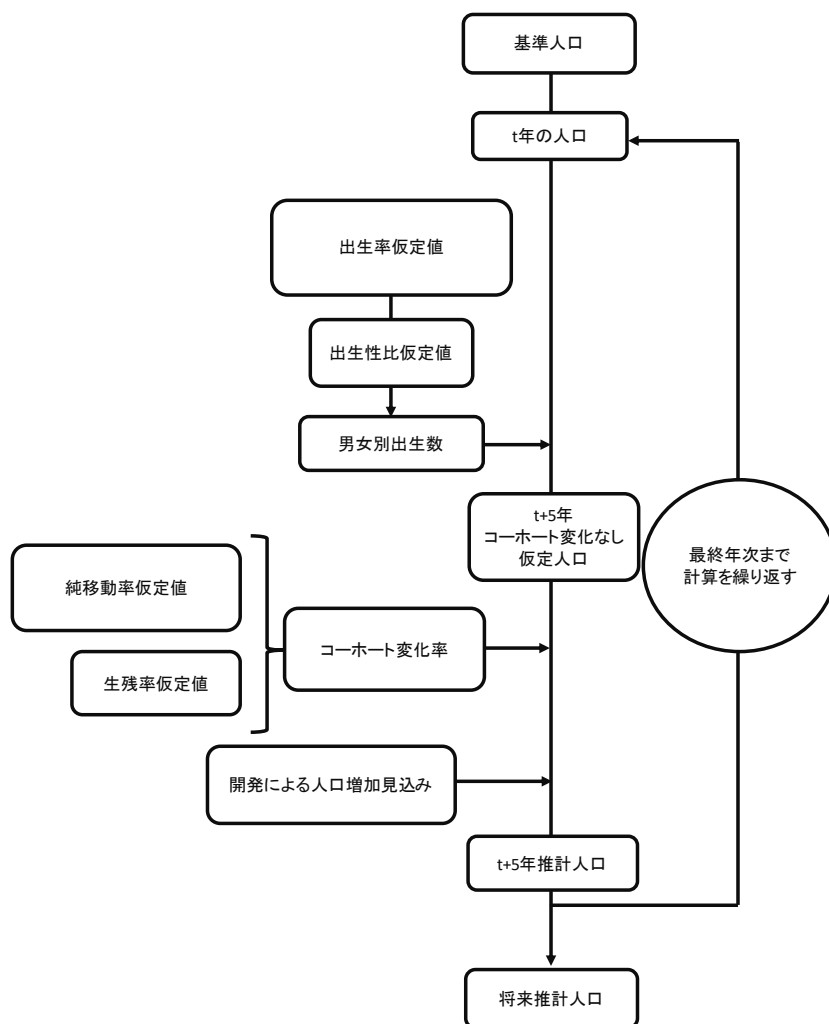 基準人口
t年の人口
出生率仮定値
出生性比仮定値
男女別出生数
t+5年
コーホート変化なし
仮定人口
最終年次まで
計算を繰り返す
純移動率仮定値
コーホート変化率
生残率仮定値
開発による人口増加見込み
t+5年推計人口
将来推計人口